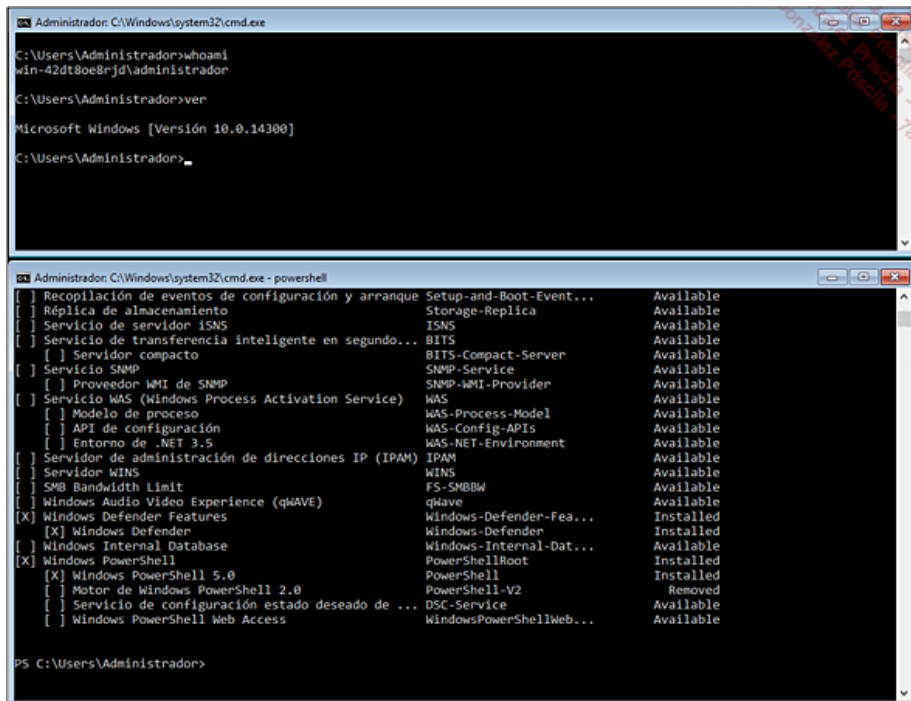 Administrador: C:\Windows\system32\cmd.exe
C:\Users\Administrador>whoami
win-42dt8oe8rjd\administrador
C:\Users\Administrador>ver
Microsoft Windows [Versión 10.0.14300]
C:\Users\Administrador>
Administrador: C:\Windows\system32\cmd.exe - powershell
[ ] Recopilación de eventos de configuración y arranque Setup-and-Boot-Event... Available
[ ] Réplica de almacenamiento Storage-Replica Available
[ ] Servicio de servidor iSNS ISNS Available
[ ] Servicio de transferencia inteligente en segundo... BITS Available
[ ] Servidor compacto BITS-Compact-Server Available
[ ] Servicio SNMP SNMP-Service Available
[ ] Proveedor WMI de SNMP SNMP-WMI-Provider Available
[ ] Servicio WAS (Windows Process Activation Service) WAS Available
[ ] Modelo de proceso WAS-Process-Model Available
[ ] API de configuración WAS-Config-APIs Available
[ ] Entorno de .NET 3.5 WAS-NET-Environment Available
[ ] Servidor de administración de direcciones IP (IPAM) IPAM Available
[ ] Servidor WINS WINS Available
[ ] SMB Bandwidth Limit FS-SMBBW Available
[ ] Windows Audio Video Experience (qWAVE) qWave Available
[X] Windows Defender Features Windows-Defender-Fea... Installed
[X] Windows Defender Windows-Defender Installed
[ ] Windows Internal Database Windows-Internal-Dat... Available
[X] Windows PowerShell PowerShellRoot Installed
[X] Windows PowerShell 5.0 PowerShell Installed
[ ] Motor de Windows PowerShell 2.0 PowerShell-V2 Removed
[ ] Servicio de configuración estado deseado de ... DSC-Service Available
[ ] Windows PowerShell Web Access WindowsPowerShellWeb... Available
PS C:\Users\Administrador>